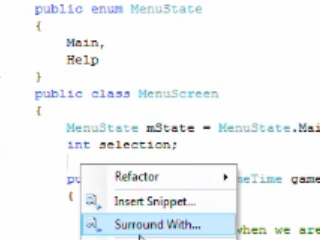 public enum MenuState
{
Main,
Help
}
public class MenuScreen
{
MenuState mState = MenuState.Mai
int selection;
Refactor
pu
meTime game
Insert Snippet...
{
Surround With...
when we are